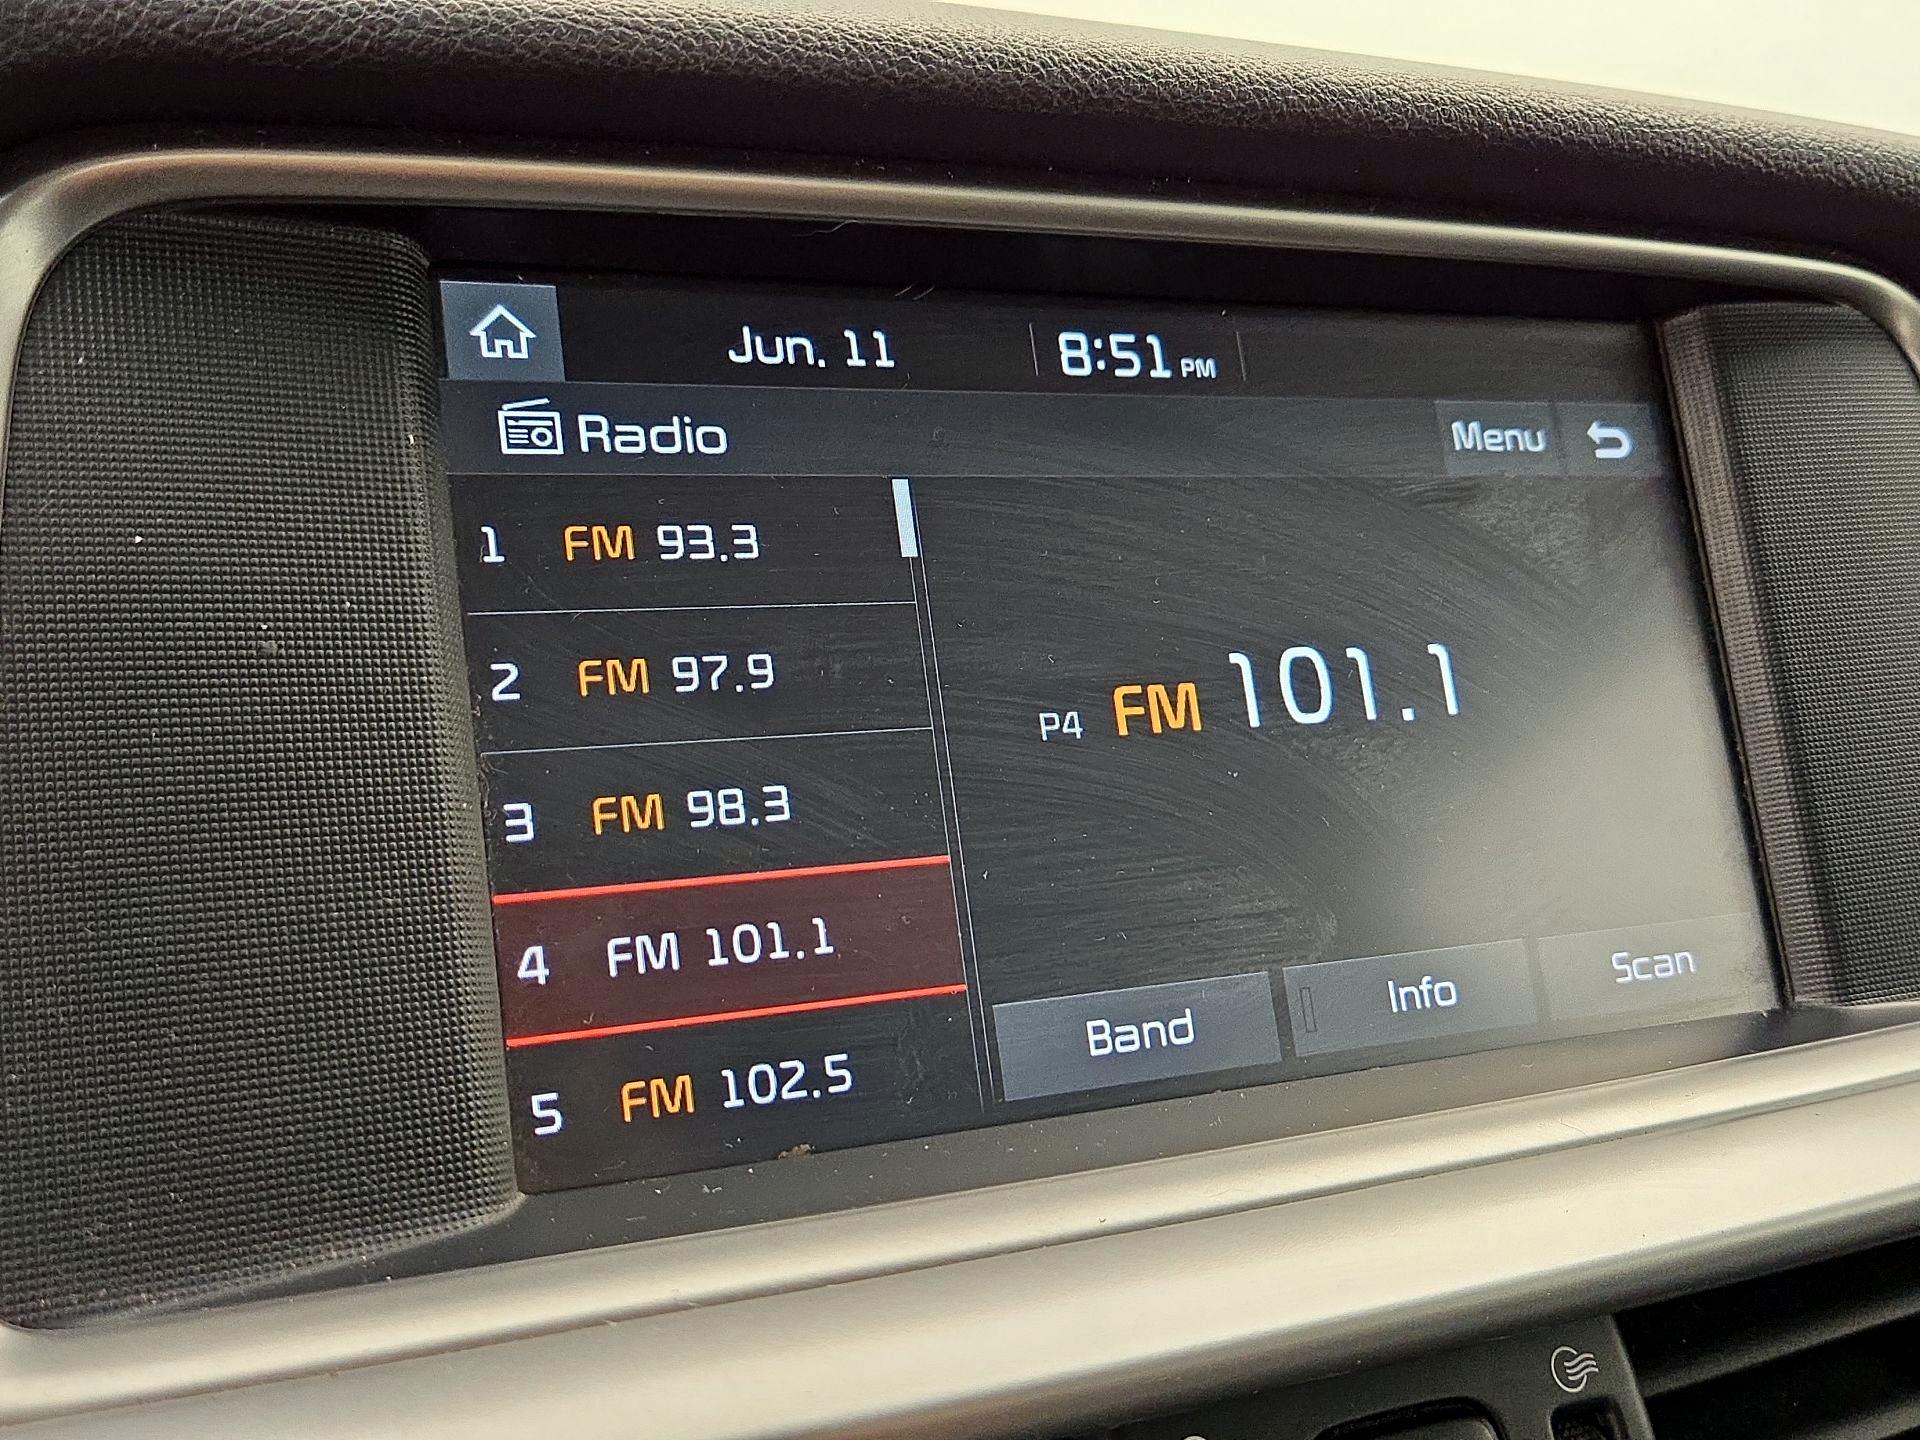 Jun. 11 8:51 PM
Radio Menu
1 FM 93.3
2 FM 97.9
3 FM 98.3
4 FM 101.1
5 FM 102.5
P4 FM 101.1
Band Info Scan